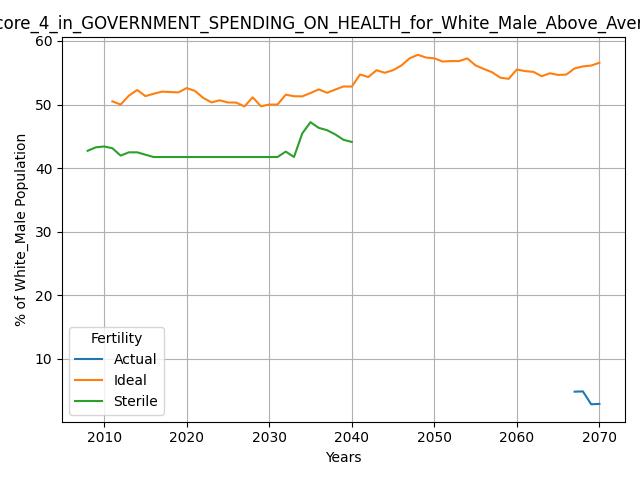 core_4_in_GOVERNMENT_SPENDING_ON_HEALTH_for_White_Male_Above_Aver
60
50
40
30
20
10
% of White_Male Population
Fertility
Actual
Ideal
Sterile
2010 2020 2030 2040 2050 2060 2070
Years